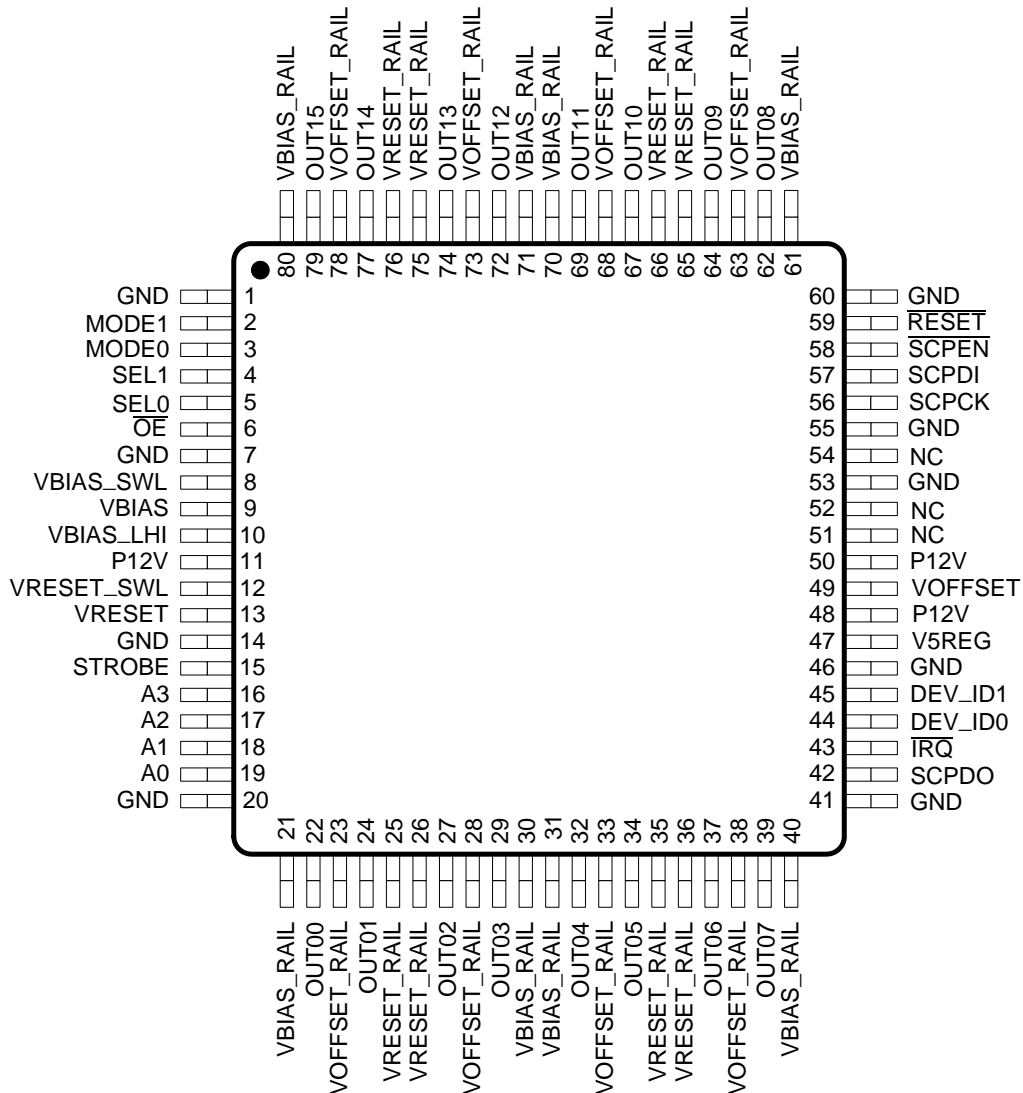 VBIAS_RAIL
OUT15
VOFFSET_RAIL
OUT14
VRESET_RAIL
VRESET_RAIL
OUT13
VOFFSET_RAIL
OUT12
VBIAS_RAIL
VBIAS_RAIL
OUT11
VOFFSET_RAIL
OUT10
VRESET_RAIL
VRESET_RAIL
OUT09
VOFFSET_RAIL
OUT08
VBIAS_RAIL
80
79
78
77
76
75
74
73
72
71
70
69
68
67
66
65
64
63
62
61
GND 1
MODE1 2
MODE0 3
SEL1 4
SEL0 5
OE 6
GND 7
VBIAS_SWL 8
VBIAS 9
VBIAS_LHI 10
P12V 11
VRESET_SWL 12
VRESET 13
GND 14
STROBE 15
A3 16
A2 17
A1 18
A0 19
GND 20
60 GND
59 RESET
58 SCPEN
57 SCPDI
56 SCPCK
55 GND
54 NC
53 GND
52 NC
51 NC
50 P12V
49 VOFFSET
48 P12V
47 V5REG
46 GND
45 DEV_ID1
44 DEV_ID0
43 IRQ
42 SCPDO
41 GND
21
22
23
24
25
26
27
28
29
30
31
32
33
34
35
36
37
38
39
40
VBIAS_RAIL
OUT00
VOFFSET_RAIL
OUT01
VRESET_RAIL
VRESET_RAIL
OUT02
VOFFSET_RAIL
OUT03
VBIAS_RAIL
VBIAS_RAIL
OUT04
VOFFSET_RAIL
OUT05
VRESET_RAIL
VRESET_RAIL
OUT06
VOFFSET_RAIL
OUT07
VBIAS_RAIL